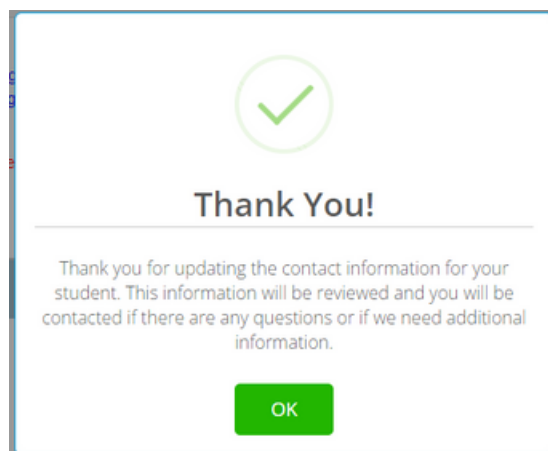 Thank You!
Thank you for updating the contact information for your
student. This information will be reviewed and you will be
contacted if there are any questions or if we need additional
information.
OK